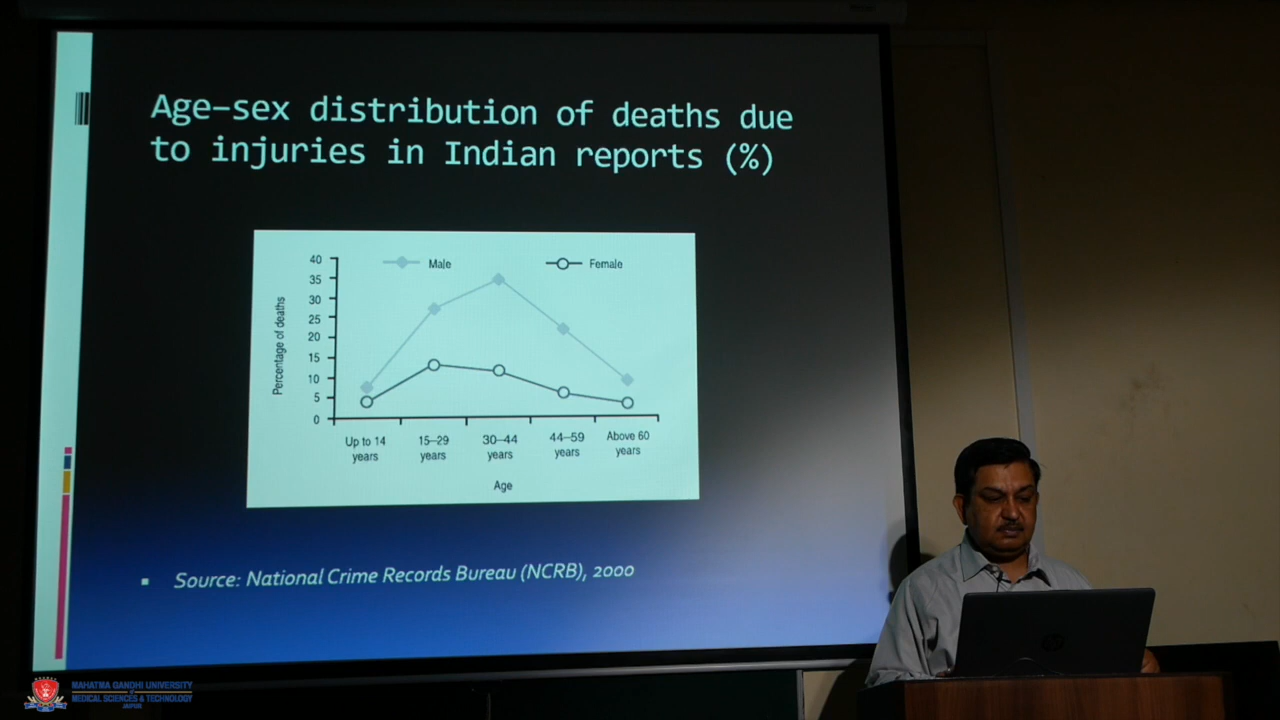 Age–sex distribution of deaths due
to injuries in Indian reports (%)
Male
Female
40
35
30
25
20
15
10
5
0
Percentage of deaths
Up to 14
years
15–29
years
30–44
years
44–59
years
Above 60
years
Age
Source: National Crime Records Bureau (NCRB), 2000
MAHATMA GANDHI UNIVERSITY
of
MEDICAL SCIENCES & TECHNOLOGY
JAIPUR